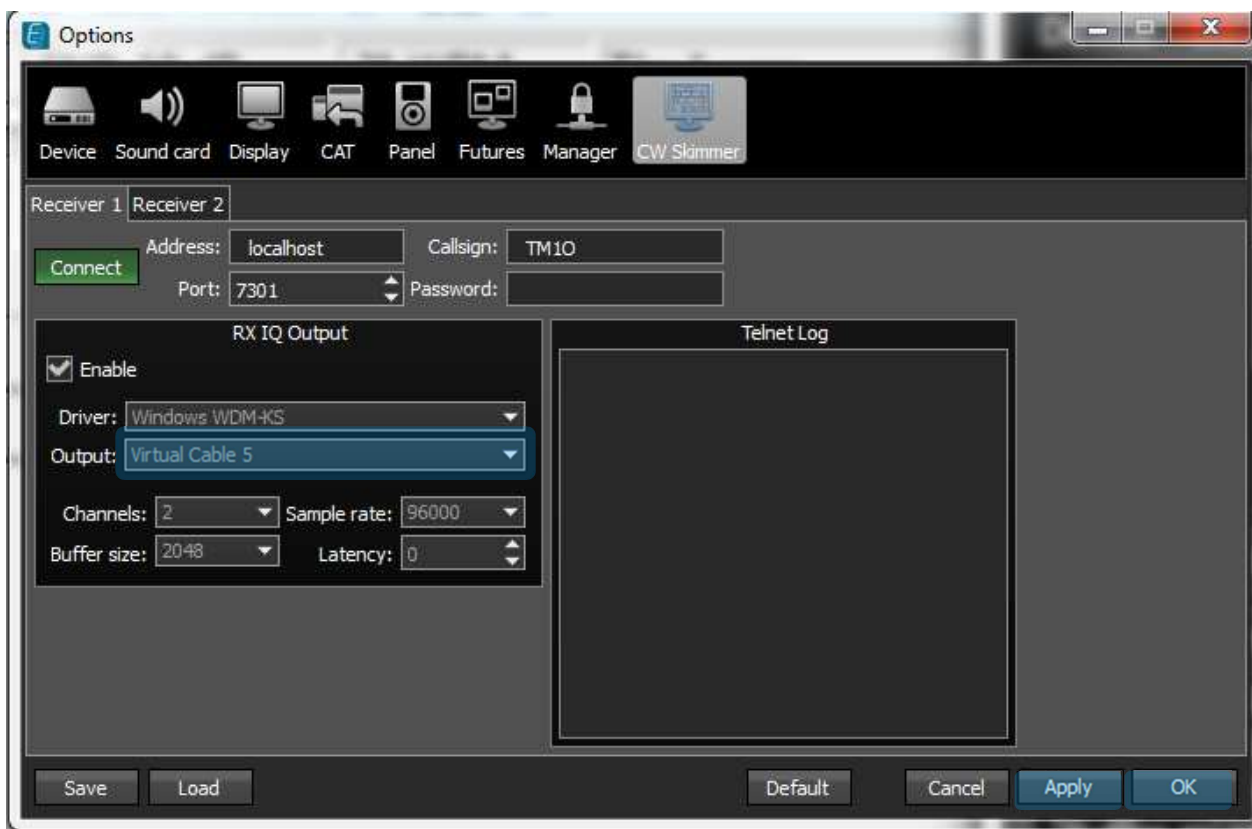 Options
Device Sound card Display CAT Panel Futures Manager CW Skimmer
Receiver 1 Receiver 2
Connect
Address: localhost Callsign: TM1O
Port: 7301 Password:
RX IQ Output
Enable
Driver: Windows WDM-KS
Output: Virtual Cable 5
Channels: 2 Sample rate: 96000
Buffer size: 2048 Latency: 0
Telnet Log
Save Load Default Cancel Apply OK